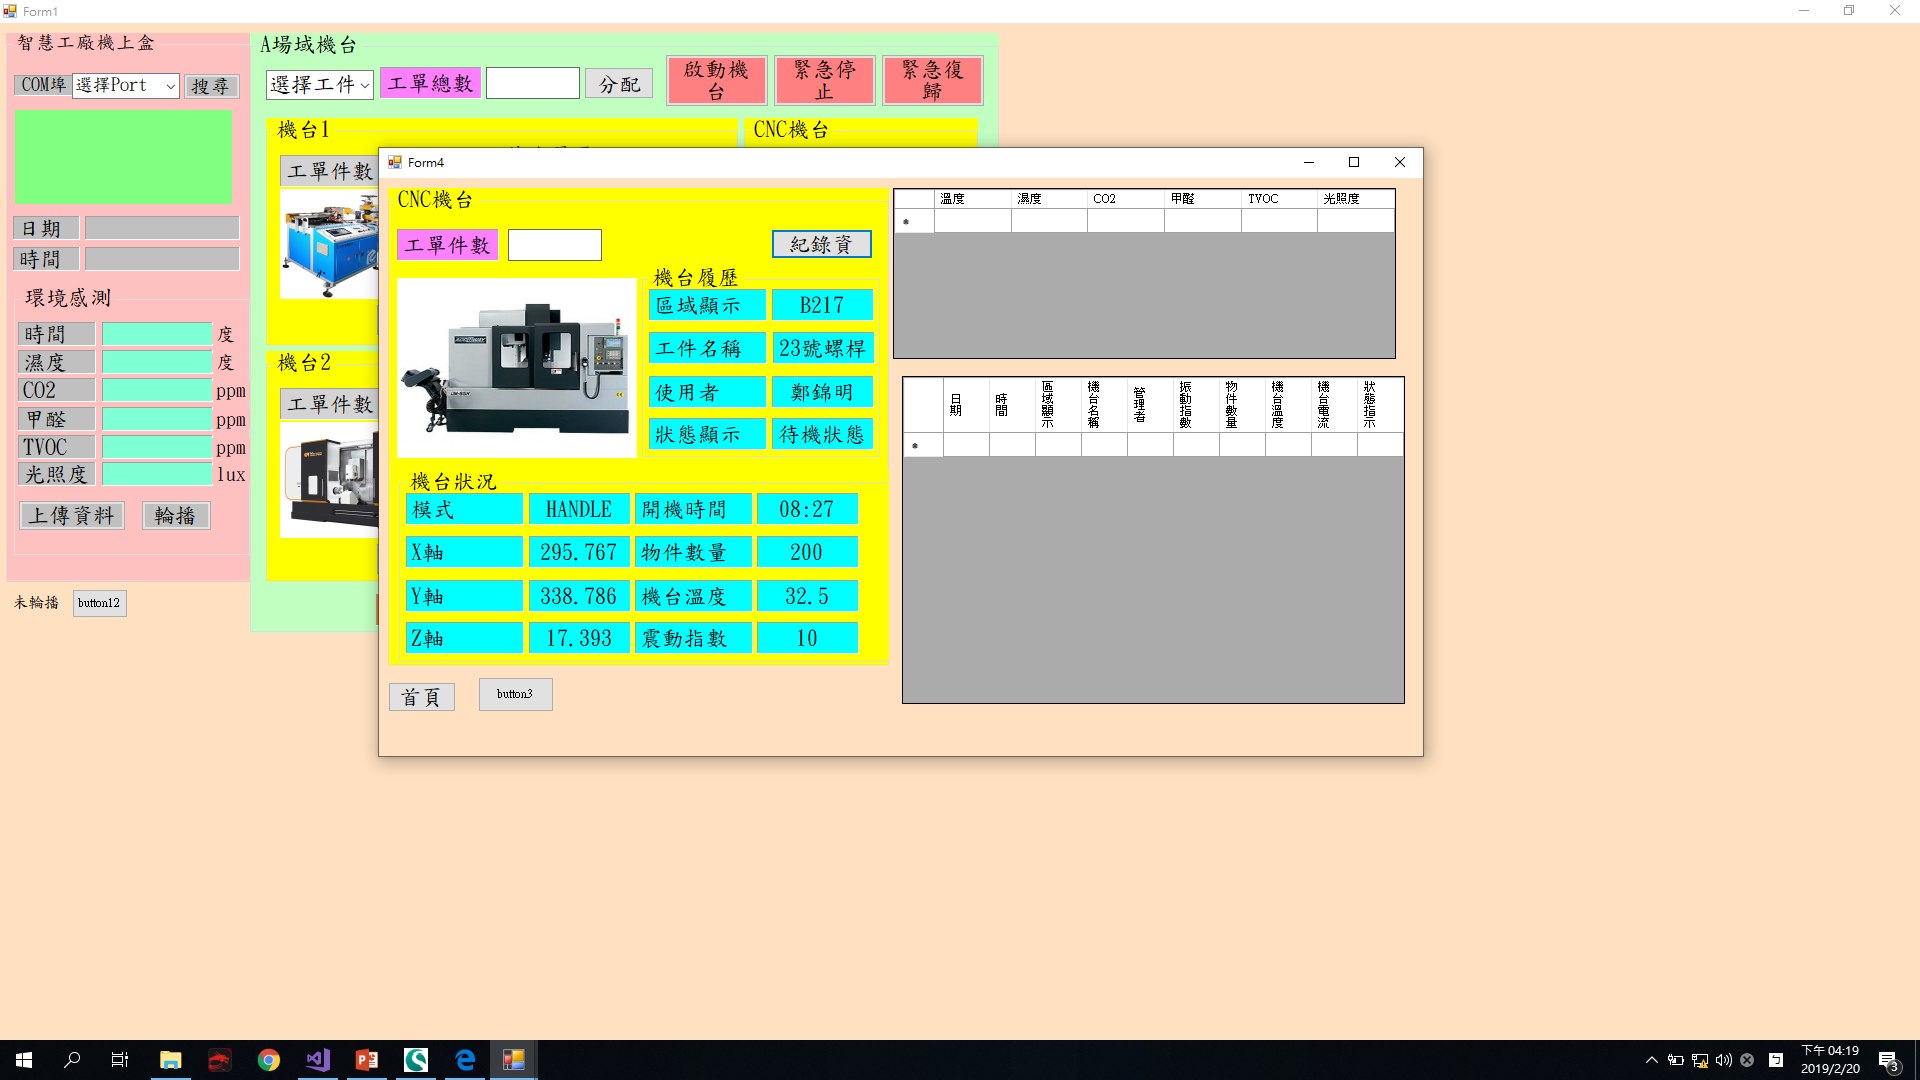 Form1
智慧工廠機上盒
COM埠 選擇Port 搜尋
日期
時間
環境感測
時間 度
濕度 度
CO2 ppm
甲醛 ppm
TVOC ppm
光照度 lux
上傳資料 輪播
未輪播 button12
A場域機台
選擇工件 工單總數 分配
啟動機
台
緊急停
止
緊急復
歸
機台1
工單件數
CNC機台
機台2
工單件數
Form4
CNC機台
工單件數 紀錄資
機台履歷
區域顯示 B217
工件名稱 23號螺桿
使用者 鄭錦明
狀態顯示 待機狀態
機台狀況
模式 HANDLE 開機時間 08:27
X軸 295.767 物件數量 200
Y軸 338.786 機台溫度 32.5
Z軸 17.393 震動指數 10
首頁 button3
溫度 濕度 CO2 甲醛 TVOC 光照度
日期 時間 區域顯示 機台名稱 管理者 振動指數 物件數量 機台溫度 機台電流 狀態指示
下午 04:19
2019/2/20
3